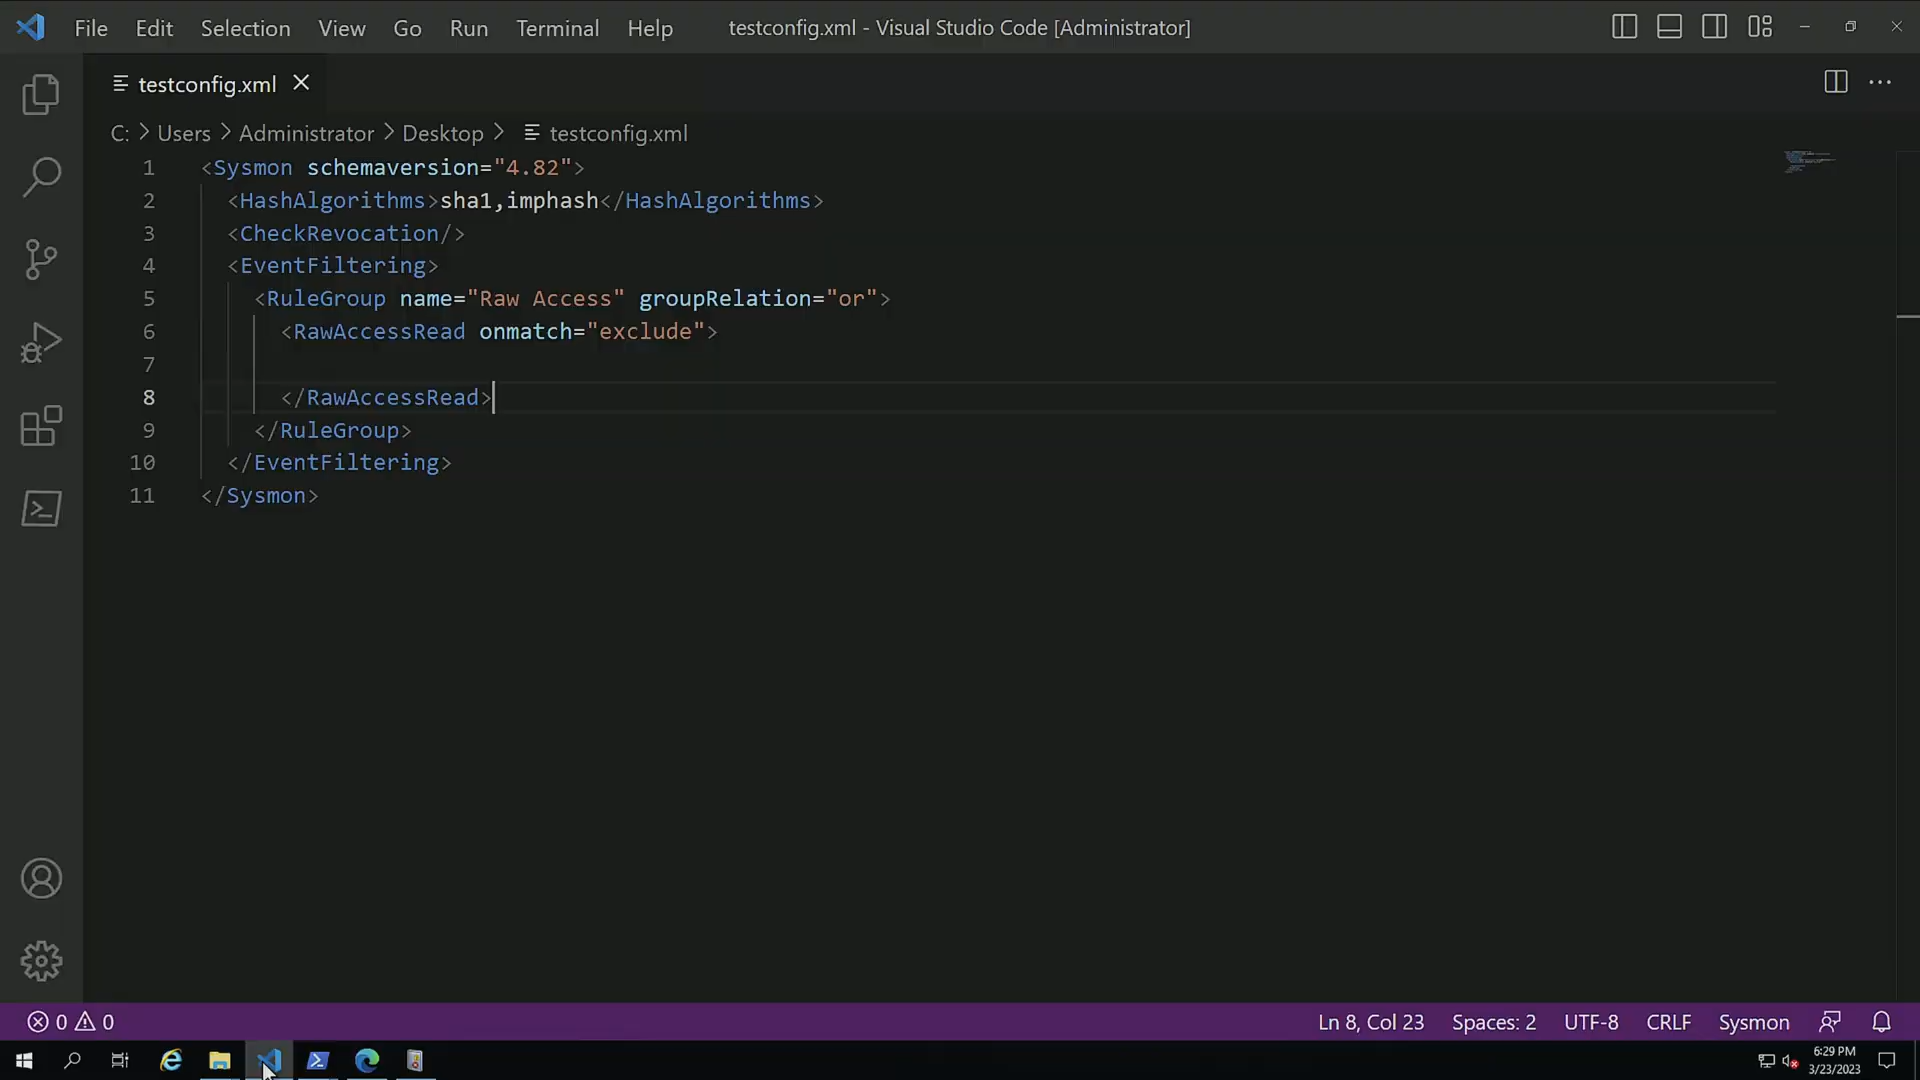 File Edit Selection View Go Run Terminal Help testconfig.xml - Visual Studio Code [Administrator]
testconfig.xml
C: > Users > Administrator > Desktop > testconfig.xml
1 <Sysmon schemaversion="4.82">
2   <HashAlgorithms>sha1,imphash</HashAlgorithms>
3   <CheckRevocation/>
4   <EventFiltering>
5     <RuleGroup name="Raw Access" groupRelation="or">
6       <RawAccessRead onmatch="exclude">
7
8       </RawAccessRead>
9     </RuleGroup>
10   </EventFiltering>
11 </Sysmon>
0 0 Ln 8, Col 23 Spaces: 2 UTF-8 CRLF Sysmon
6:29 PM
3/23/2023